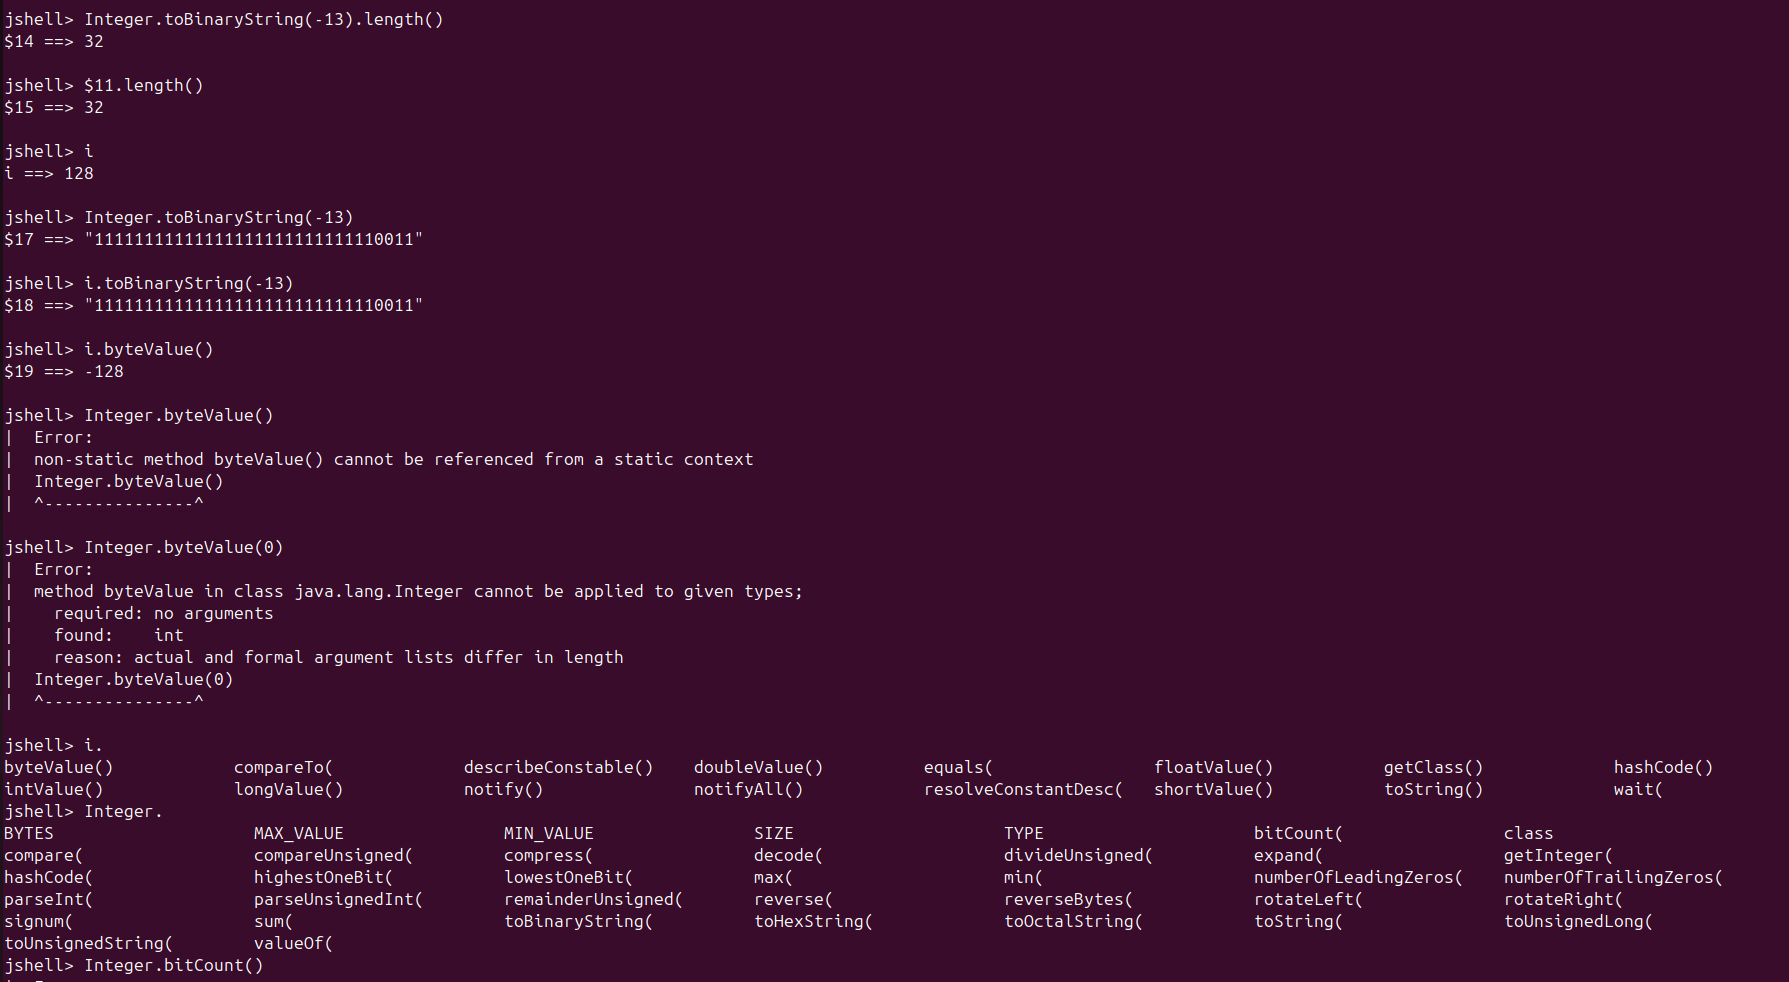 jshell> Integer.toBinaryString(-13).length()
$14 ==> 32
jshell> $11.length()
$15 ==> 32
jshell> i
i ==> 128
jshell> Integer.toBinaryString(-13)
$17 ==> "11111111111111111111111111110011"
jshell> i.toBinaryString(-13)
$18 ==> "11111111111111111111111111110011"
jshell> i.byteValue()
$19 ==> -128
jshell> Integer.byteValue()
|  Error:
|  non-static method byteValue() cannot be referenced from a static context
|  Integer.byteValue()
|  ^---------------^
jshell> Integer.byteValue(0)
|  Error:
|  method byteValue in class java.lang.Integer cannot be applied to given types;
|    required: no arguments
|    found:    int
|    reason: actual and formal argument lists differ in length
|  Integer.byteValue(0)
|  ^---------------^
jshell> i.
byteValue()            compareTo(             describeConstable()    doubleValue()          equals(                floatValue()           getClass()             hashCode()
intValue()             longValue()            notify()               notifyAll()            resolveConstantDesc(   shortValue()           toString()             wait(
jshell> Integer.
BYTES                    MAX_VALUE                MIN_VALUE                SIZE                     TYPE                     bitCount(                class
compare(                 compareUnsigned(         compress(                decode(                  divideUnsigned(          expand(                  getInteger(
hashCode(                highestOneBit(           lowestOneBit(            max(                     min(                     numberOfLeadingZeros(    numberOfTrailingZeros(
parseInt(                parseUnsignedInt(        remainderUnsigned(       reverse(                 reverseBytes(            rotateLeft(              rotateRight(
signum(                  sum(                     toBinaryString(          toHexString(             toOctalString(           toString(                toUnsignedLong(
toUnsignedString(        valueOf(
jshell> Integer.bitCount()